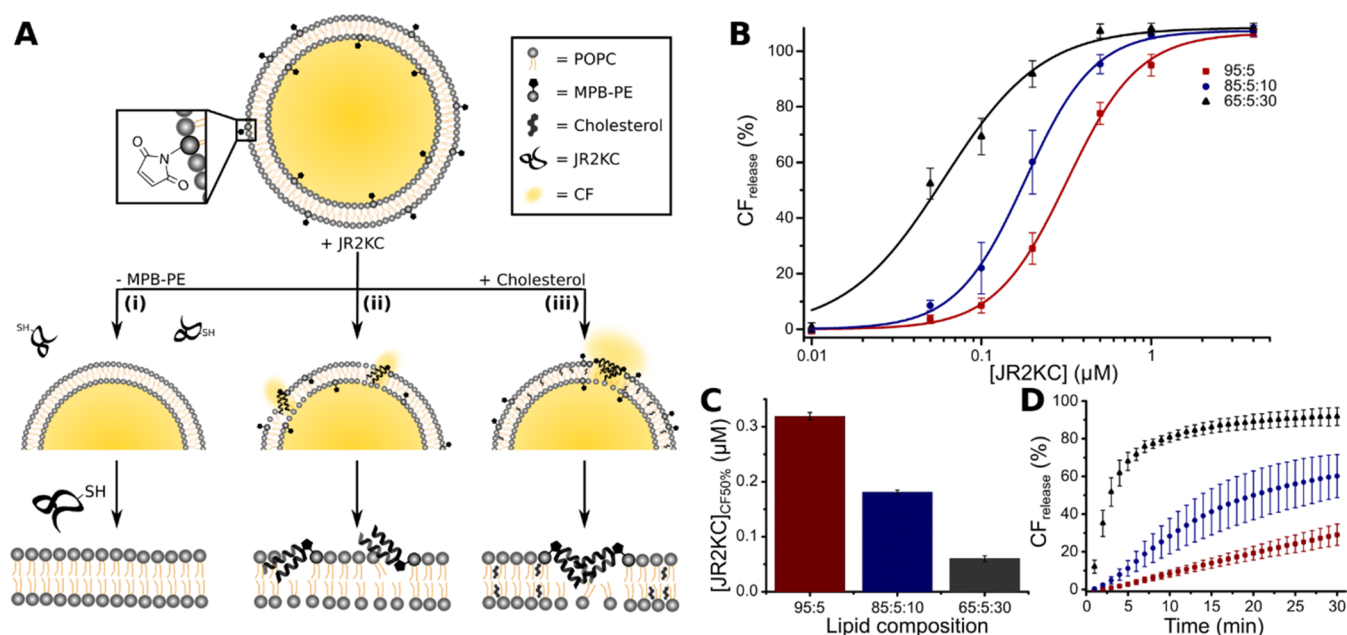 A
= POPC
= MPB-PE
= Cholesterol
= JR2KC
= CF
O
N
O
+ JR2KC
- MPB-PE
+ Cholesterol
(i)
(ii)
(iii)
SH
SH
SH
B
CFrelease (%)
100
80
60
40
20
0
95:5
85:5:10
65:5:30
0.01
0.1
1
[JR2KC] (µM)
C
[JR2KC]CF50% (µM)
0.3
0.2
0.1
0.0
95:5
85:5:10
65:5:30
Lipid composition
D
CFrelease (%)
100
80
60
40
20
0
0
5
10
15
20
25
30
Time (min)